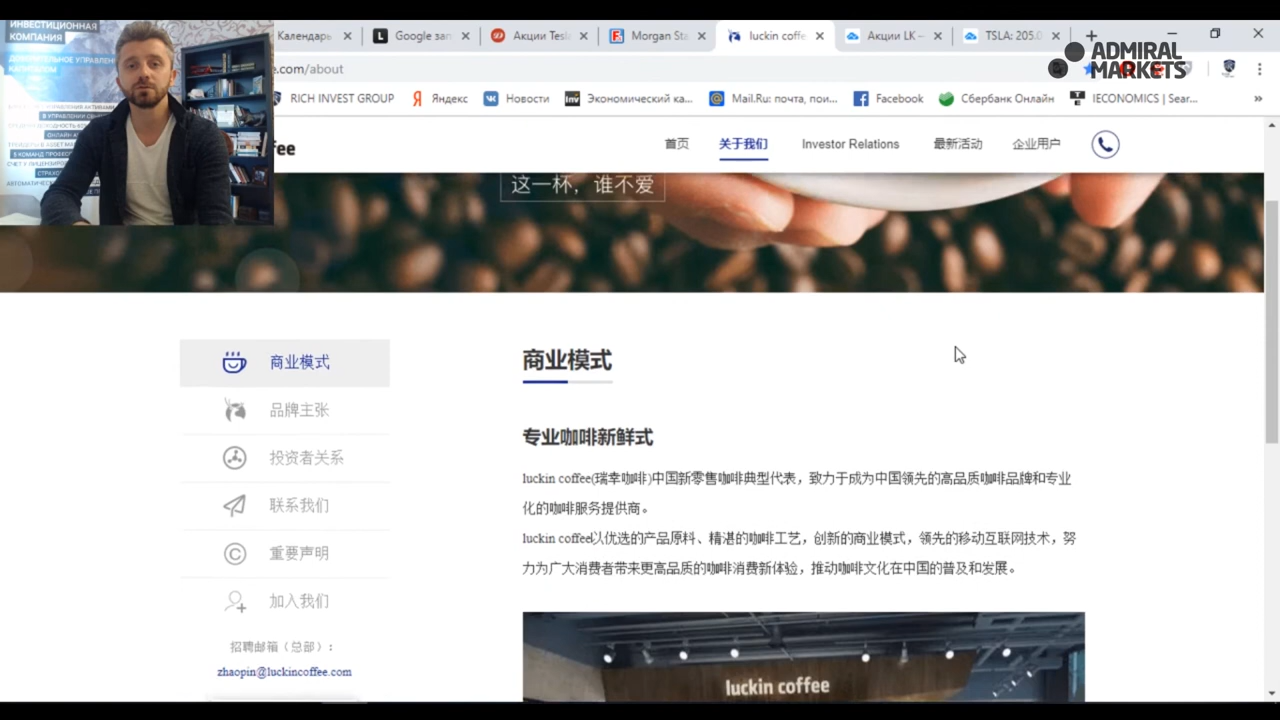 ИНВЕСТИЦИОННАЯ
КОМПАНИЯ
Календарь
Google зап
Акции Tesl
Morgan Sta
luckin coffe
Акции LK –
TSLA: 205.0
ADMIRAL
MARKETS
e.com/about
RICH INVEST GROUP
Яндекс
Новости
Экономический ка...
Mail.Ru: почта, пои...
Facebook
Сбербанк Онлайн
IECONOMICS | Sear...
fee
首页
关于我们
Investor Relations
最新活动
企业用户
这一杯，谁不爱
商业模式
品牌主张
投资者关系
联系我们
重要声明
加入我们
招聘邮箱（总部）：
zhaopin@luckincoffee.com
商业模式
专业咖啡新鲜式
luckin coffee(瑞幸咖啡)中国新零售咖啡典型代表，致力于成为中国领先的高品质咖啡品牌和专业
化的咖啡服务提供商。
luckin coffee以优选的产品原料、精湛的咖啡工艺，创新的商业模式，领先的移动互联网技术，努
力为广大消费者带来更高品质的咖啡消费新体验，推动咖啡文化在中国的普及和发展。
luckin coffee